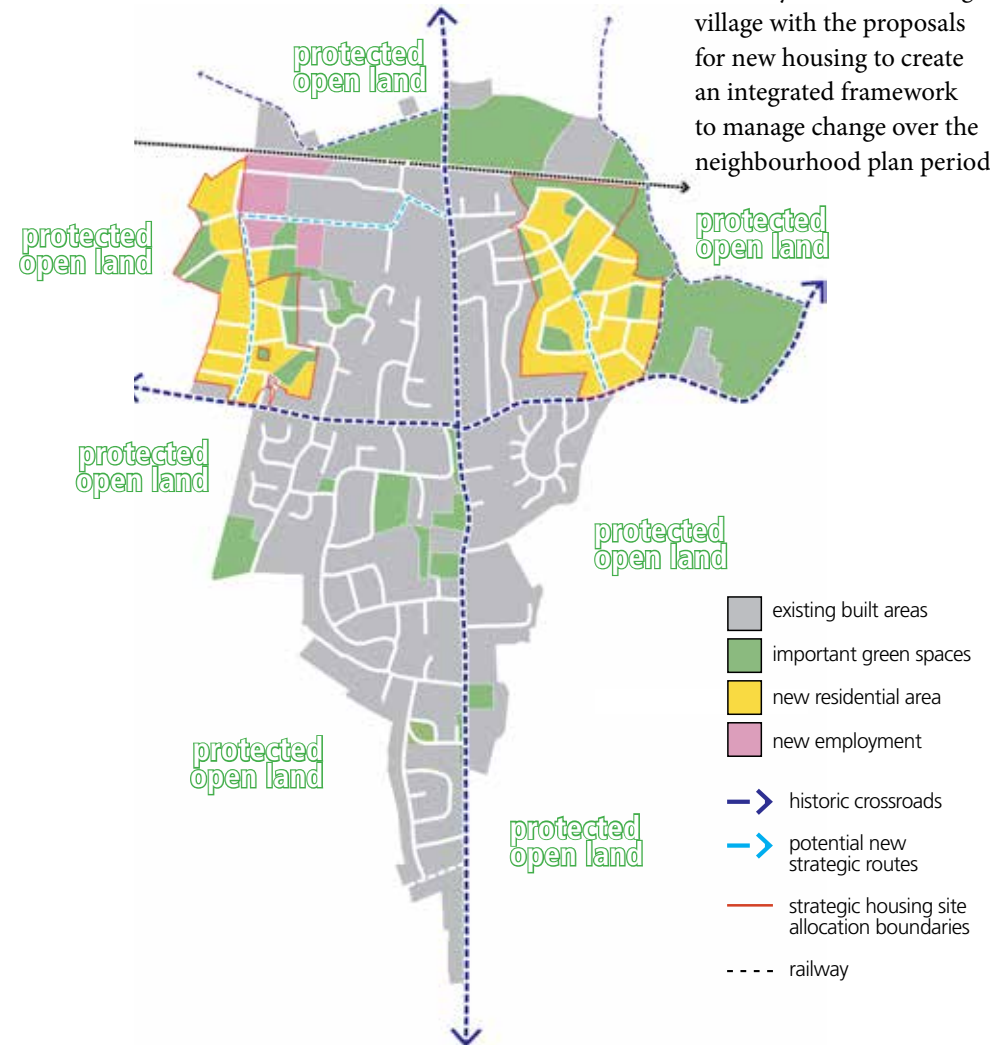 village with the proposals
for new housing to create
an integrated framework
to manage change over the
neighbourhood plan period
protected
open land
protected
open land
protected
open land
protected
open land
protected
open land
protected
open land
protected
open land
existing built areas
important green spaces
new residential area
new employment
historic crossroads
potential new
strategic routes
strategic housing site
allocation boundaries
railway